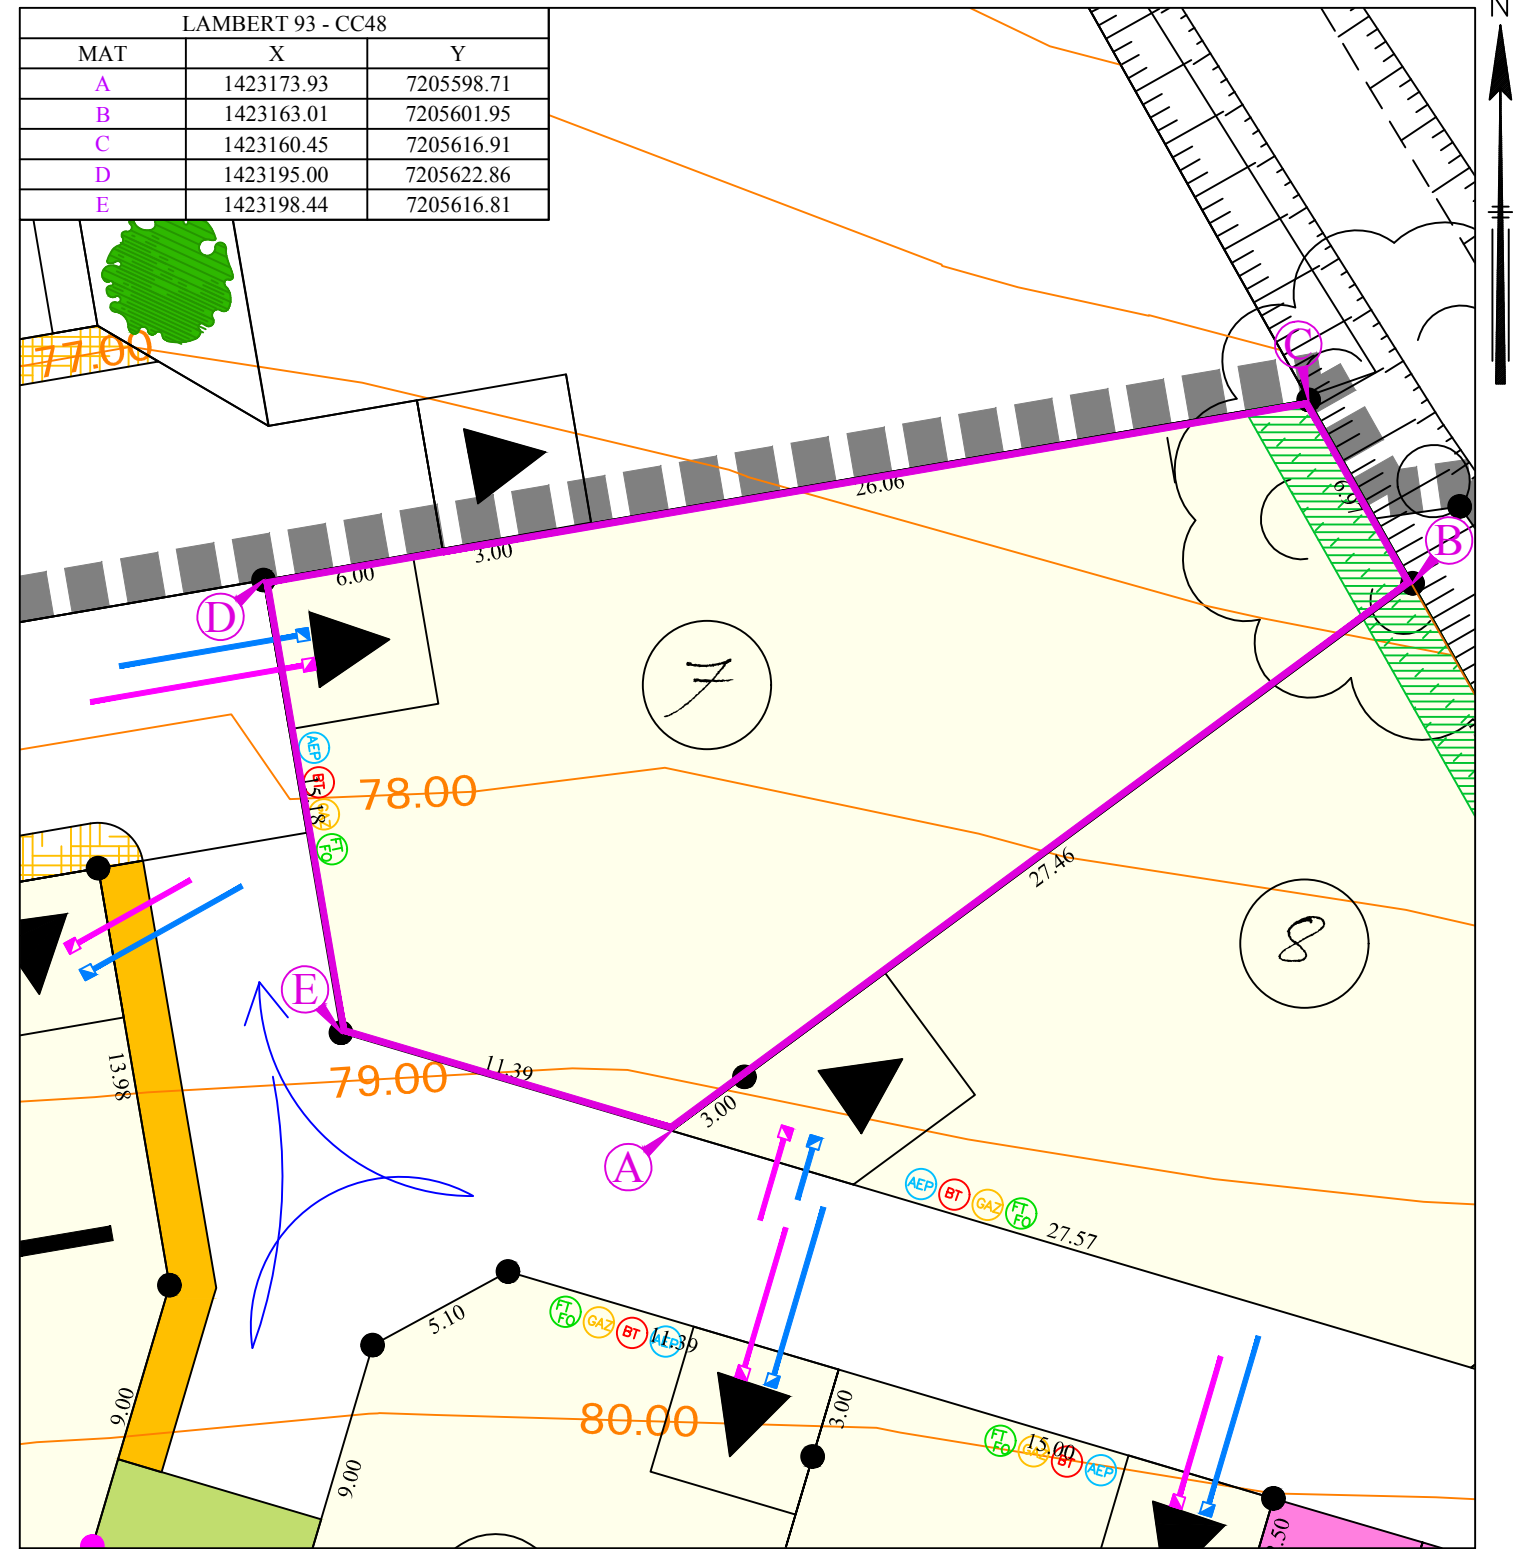 N
LAMBERT 93 - CC48
MAT X Y
A 1423173.93 7205598.71
B 1423163.01 7205601.95
C 1423160.45 7205616.91
D 1423195.00 7205622.86
E 1423198.44 7205616.81
77.00
C
26.06
B
3.00
6.00
D
7
AEP
BT
GAZ
FT FO
15.18
78.00
27.46
8
E
13.98
79.00
11.39
3.00
A
AEP BT GAZ FT FO
27.57
5.10
FT FO GAZ BT AEP
11.39
9.00
80.00
3.00
9.00
FT FO GAZ BT AEP
15.00